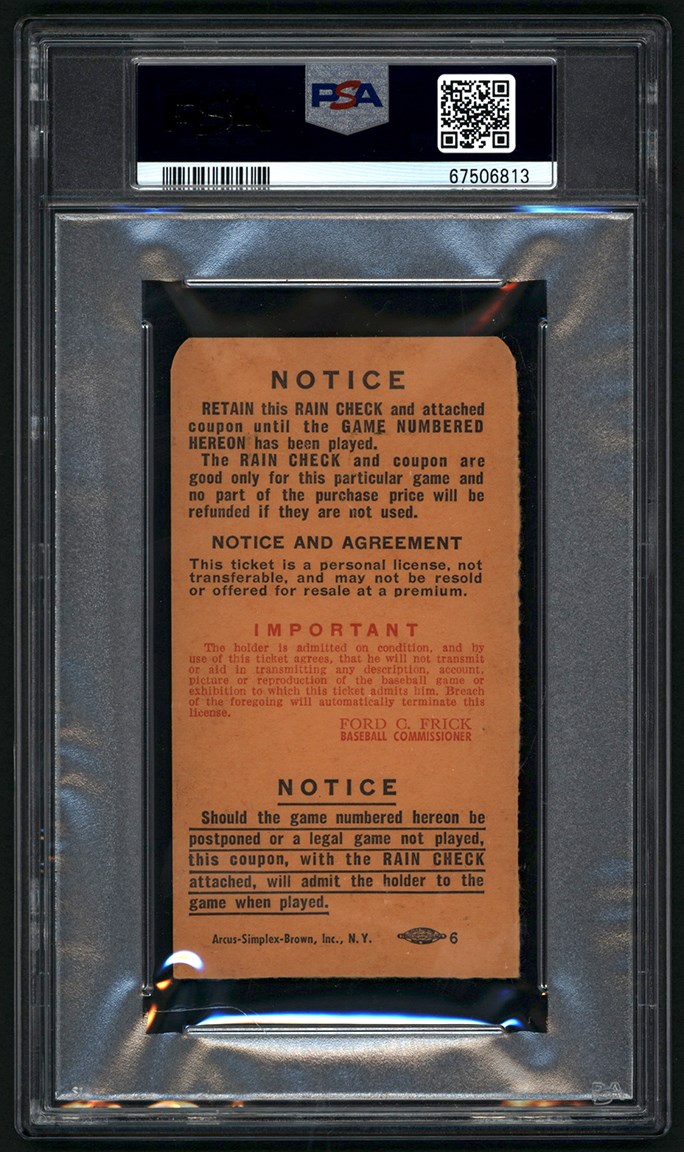 PSA
67506813
NOTICE
RETAIN this RAIN CHECK and attached
coupon until the GAME NUMBERED
HEREON has been played.
The RAIN CHECK and coupon are
good only for this particular game and
no part of the purchase price will be
refunded if they are not used.
NOTICE AND AGREEMENT
This ticket is a personal license, not
transferable, and may not be resold
or offered for resale at a premium.
IMPORTANT
The holder is admitted on condition, and by
use of this ticket agrees, that he will not transmit
or aid in transmitting any description, account,
picture or reproduction of the baseball game or
exhibition to which this ticket admits him. Breach
of the foregoing will automatically terminate this
license.
FORD C. FRICK
BASEBALL COMMISSIONER
NOTICE
Should the game numbered hereon be
postponed or a legal game not played,
this coupon, with the RAIN CHECK
attached, will admit the holder to the
game when played.
Arcus-Simplex-Brown, Inc., N. Y. 6
PSA